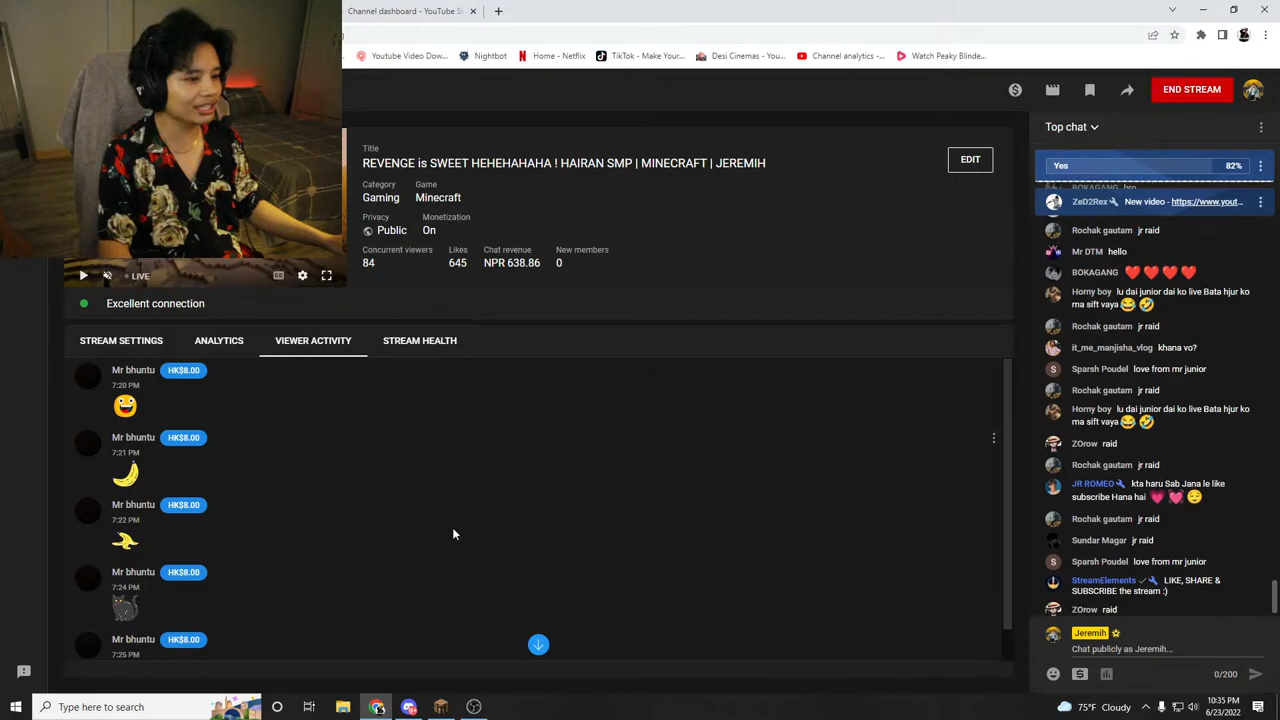 Channel dashboard - YouTube St
Youtube Video Dow...
Nightbot
Home - Netflix
TikTok - Make Your...
Desi Cinemas - You...
Channel analytics -...
Watch Peaky Blinde...
END STREAM
Title
REVENGE is SWEET HEHEHAHAHA ! HAIRAN SMP | MINECRAFT | JEREMIH
EDIT
Category
Game
Gaming
Minecraft
Privacy
Monetization
Public
On
Concurrent viewers
Likes
Chat revenue
New members
84
645
NPR 638.86
0
LIVE
Excellent connection
STREAM SETTINGS
ANALYTICS
VIEWER ACTIVITY
STREAM HEALTH
Mr bhuntu HK$8.00
7:20 PM
Mr bhuntu HK$8.00
7:21 PM
Mr bhuntu HK$8.00
7:22 PM
Mr bhuntu HK$8.00
7:24 PM
Mr bhuntu HK$8.00
7:25 PM
Top chat
Yes 82%
BOKAGANG bro
ZeD2Rex New video - https://www.yout...
Rochak gautam jr raid
Mr DTM hello
BOKAGANG ❤️❤️❤️❤️
Horny boy lu dai junior dai ko live Bata hjur ko
ma sift vaya 😂🤣
Rochak gautam jr raid
it_me_manjisha_vlog khana vo?
S Sparsh Poudel love from mr junior
Rochak gautam jr raid
Horny boy lu dai junior dai ko live Bata hjur ko
ma sift vaya 😂🤣
ZOrow raid
Rochak gautam jr raid
JR ROMEO kta haru Sab Jana le like
subscribe Hana hai 💗💓😌
Rochak gautam jr raid
Sundar Magar jr raid
S Sparsh Poudel love from mr junior
StreamElements LIKE, SHARE &
SUBSCRIBE the stream :)
ZOrow raid
Jeremih
Chat publicly as Jeremih...
0/200
Type here to search
75°F
10:35 PM
6/23/2022